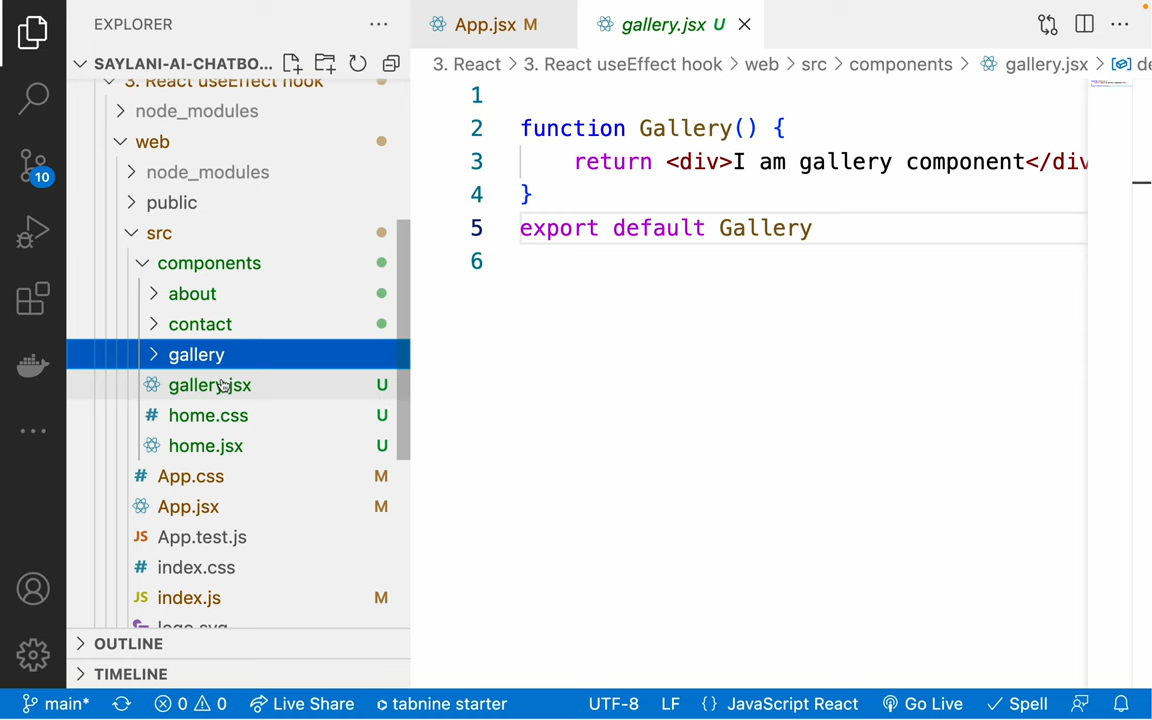 EXPLORER
SAYLANI-AI-CHATBO...
3. React useEffect hook
node_modules
web
node_modules
public
src
components
about
contact
gallery
gallery.jsx U
home.css U
home.jsx U
App.css M
App.jsx M
App.test.js
index.css
index.js M
logo.svg
OUTLINE
TIMELINE
10
App.jsx M
gallery.jsx U
3. React > 3. React useEffect hook > web > src > components > gallery.jsx > de
1
2 function Gallery() {
3 return <div>I am gallery component</div
4 }
5 export default Gallery
6
main* 0 0 Live Share tabnine starter UTF-8 LF {} JavaScript React Go Live Spell